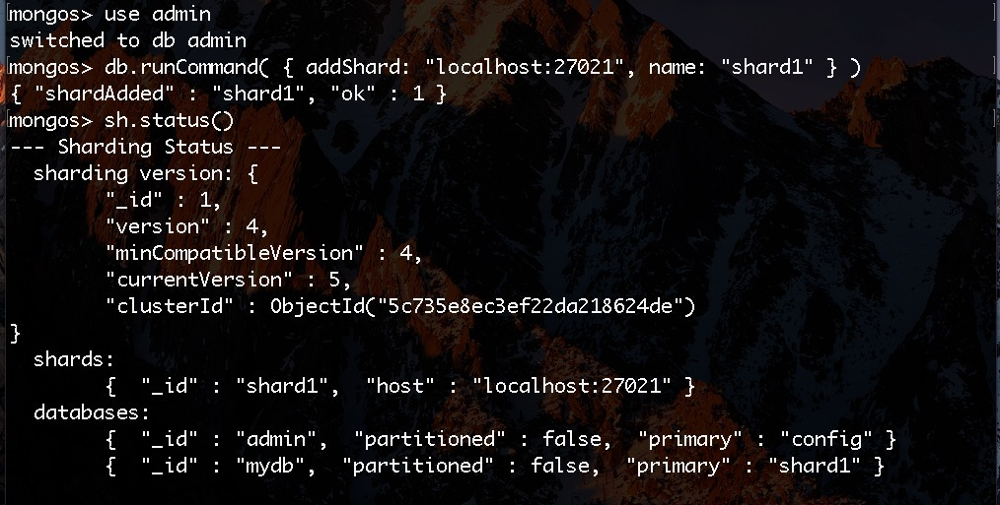 mongos> use admin
switched to db admin
mongos> db.runCommand( { addShard: "localhost:27021", name: "shard1" } )
{ "shardAdded" : "shard1", "ok" : 1 }
mongos> sh.status()
--- Sharding Status ---
  sharding version: {
        "_id" : 1,
        "version" : 4,
        "minCompatibleVersion" : 4,
        "currentVersion" : 5,
        "clusterId" : ObjectId("5c735e8ec3ef22da218624de")
}
  shards:
        {  "_id" : "shard1",  "host" : "localhost:27021" }
  databases:
        {  "_id" : "admin",  "partitioned" : false,  "primary" : "config" }
        {  "_id" : "mydb",  "partitioned" : false,  "primary" : "shard1" }